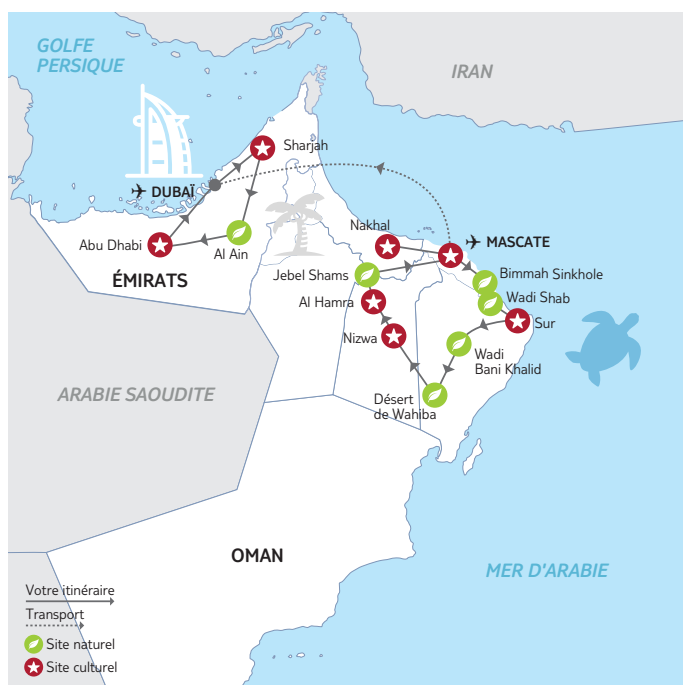 GOLFE
PERSIQUE
IRAN
Sharjah
DUBAÏ
Nakhal
MASCATE
Abu Dhabi
Al Ain
Jebel Shams
Bimmah Sinkhole
ÉMIRATS
Al Hamra
Wadi Shab
Sur
Nizwa
Wadi
Bani Khalid
ARABIE SAOUDITE
Désert
de Wahiba
OMAN
MER D'ARABIE
Votre itinéraire
Transport
Site naturel
Site culturel